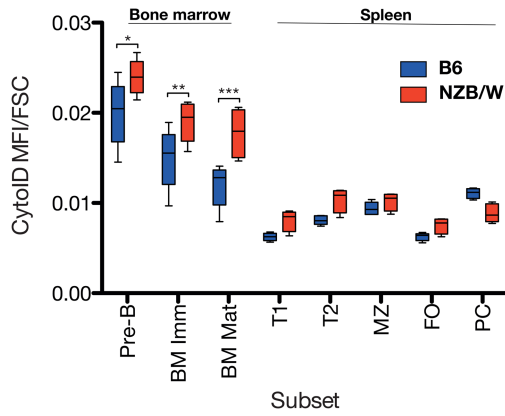 Bone marrow Spleen
0.03
B6
NZB/W
* ** ***
0.02
0.01
0.00
CytoID MFI/FSC
Pre-B BM Imm BM Mat T1 T2 MZ FO PC
Subset